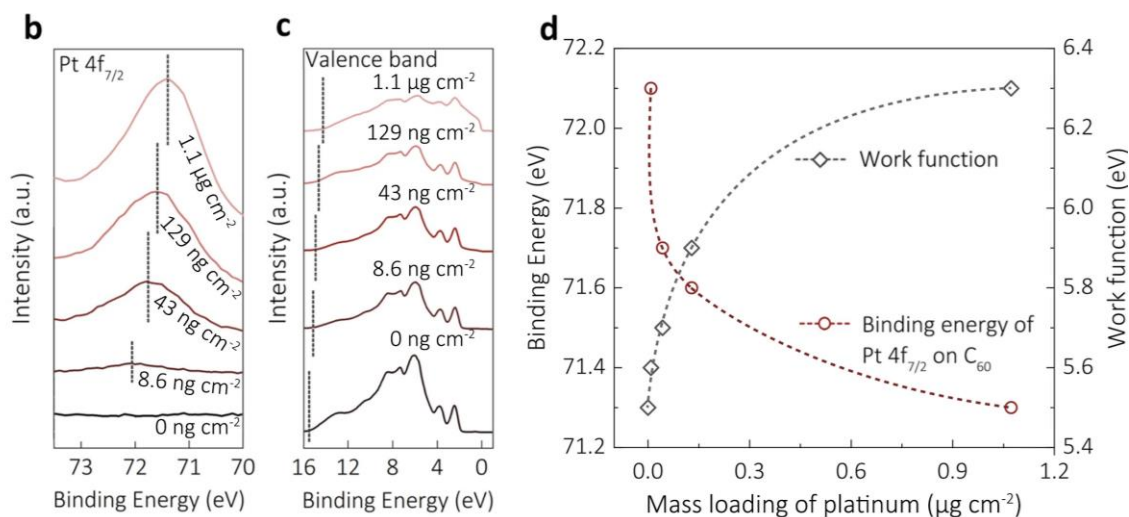 b
Pt 4f7/2
1.1 μg cm-2
129 ng cm-2
43 ng cm-2
8.6 ng cm-2
0 ng cm-2
Intensity (a.u.)
73 72 71 70
Binding Energy (eV)
c
Valence band
1.1 μg cm-2
129 ng cm-2
43 ng cm-2
8.6 ng cm-2
0 ng cm-2
Intensity (a.u.)
16 12 8 4 0
Binding Energy (eV)
d
72.2
72.0
71.8
71.6
71.4
71.2
Binding Energy (eV)
Work function
Binding energy of
Pt 4f7/2 on C60
6.4
6.2
6.0
5.8
5.6
5.4
Work function (eV)
0.0 0.3 0.6 0.9 1.2
Mass loading of platinum (μg cm-2)